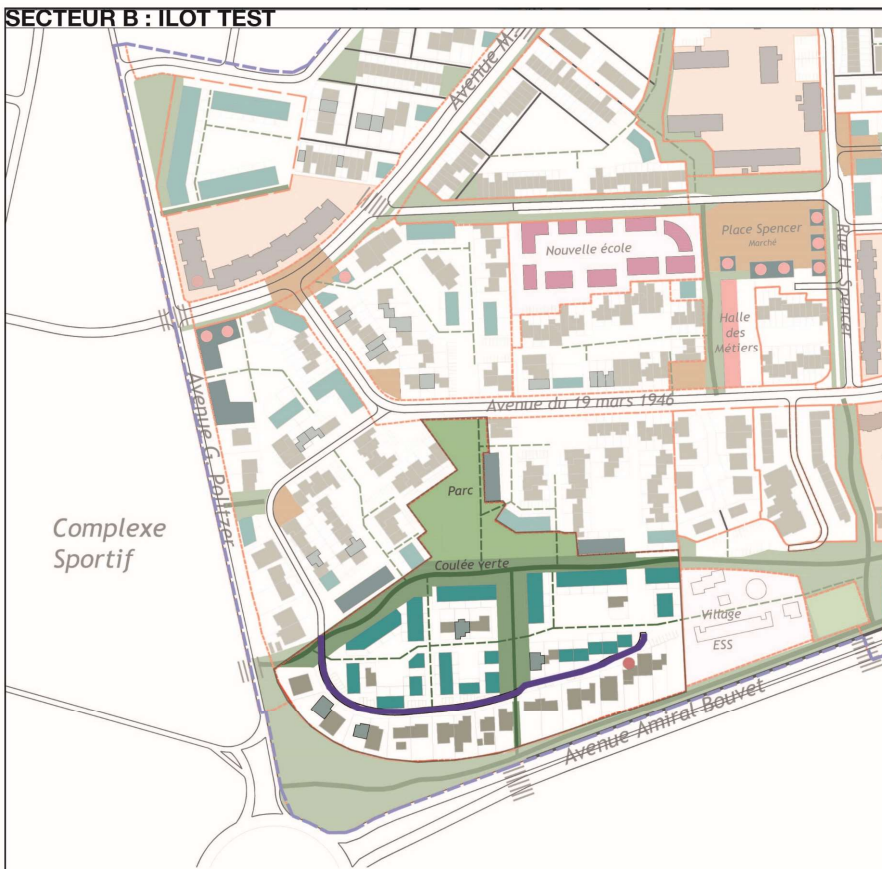 SECTEUR B : ILOT TEST
Avenue M.
Nouvelle école
Place Spencer
Marché
Rue H. Spencer
Halle
des
Métiers
Avenue du 19 mars 1946
Avenue G. Politzer
Parc
Complexe
Sportif
Coulée verte
Village
ESS
Avenue Amiral Bouvet